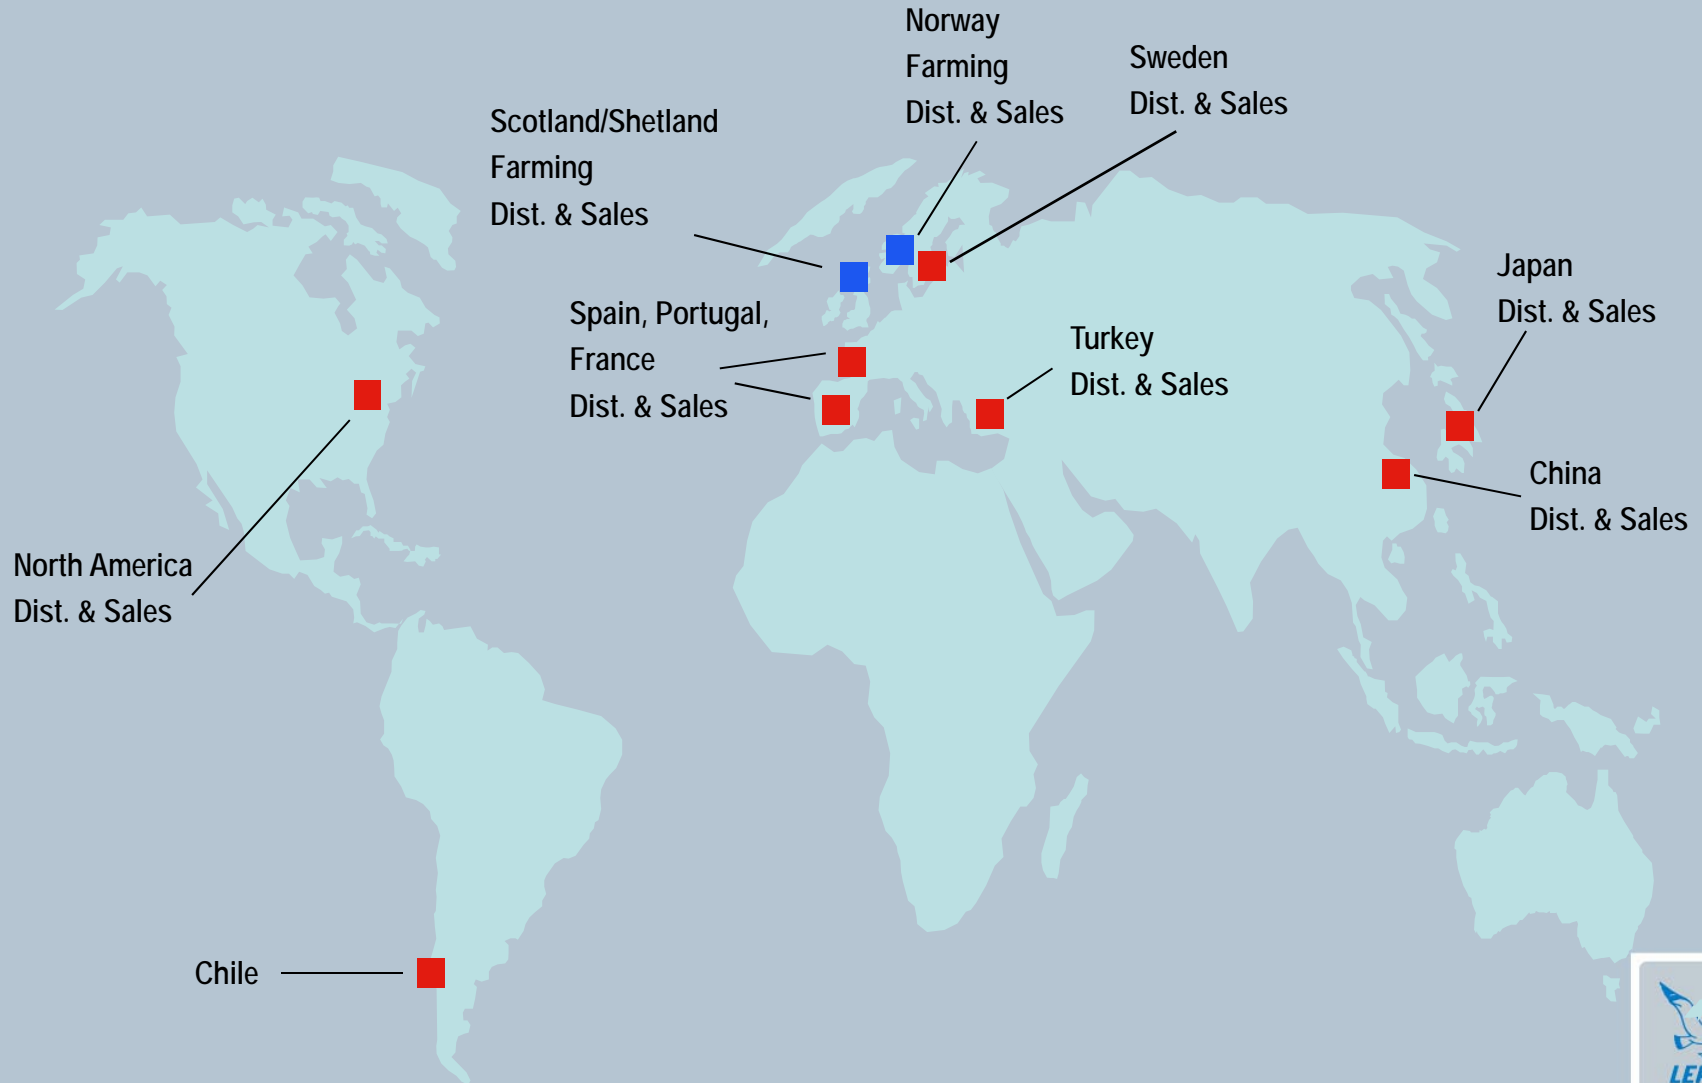 Norway
Farming
Dist. & Sales
Sweden
Dist. & Sales
Scotland/Shetland
Farming
Dist. & Sales
Spain, Portugal,
France
Dist. & Sales
Turkey
Dist. & Sales
Japan
Dist. & Sales
China
Dist. & Sales
North America
Dist. & Sales
Chile